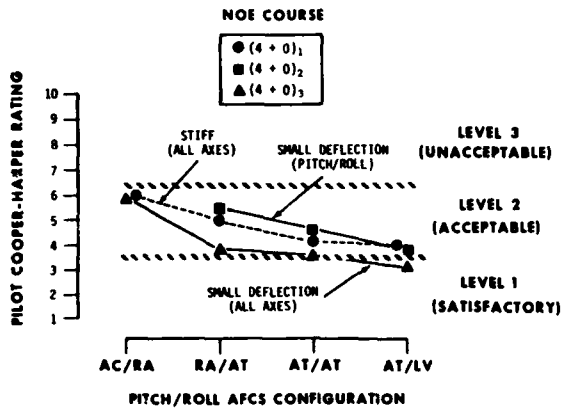 NOE COURSE
● (4 + 0)₁
■ (4 + 0)₂
▲ (4 + 0)₃
PILOT COOPER-HARPER RATING
10
9
8
7
6
5
4
3
2
1
STIFF
(ALL AXES)
SMALL DEFLECTION
(PITCH/ROLL)
SMALL DEFLECTION
(ALL AXES)
LEVEL 3
(UNACCEPTABLE)
LEVEL 2
(ACCEPTABLE)
LEVEL 1
(SATISFACTORY)
AC/RA RA/AT AT/AT AT/LV
PITCH/ROLL AFCS CONFIGURATION